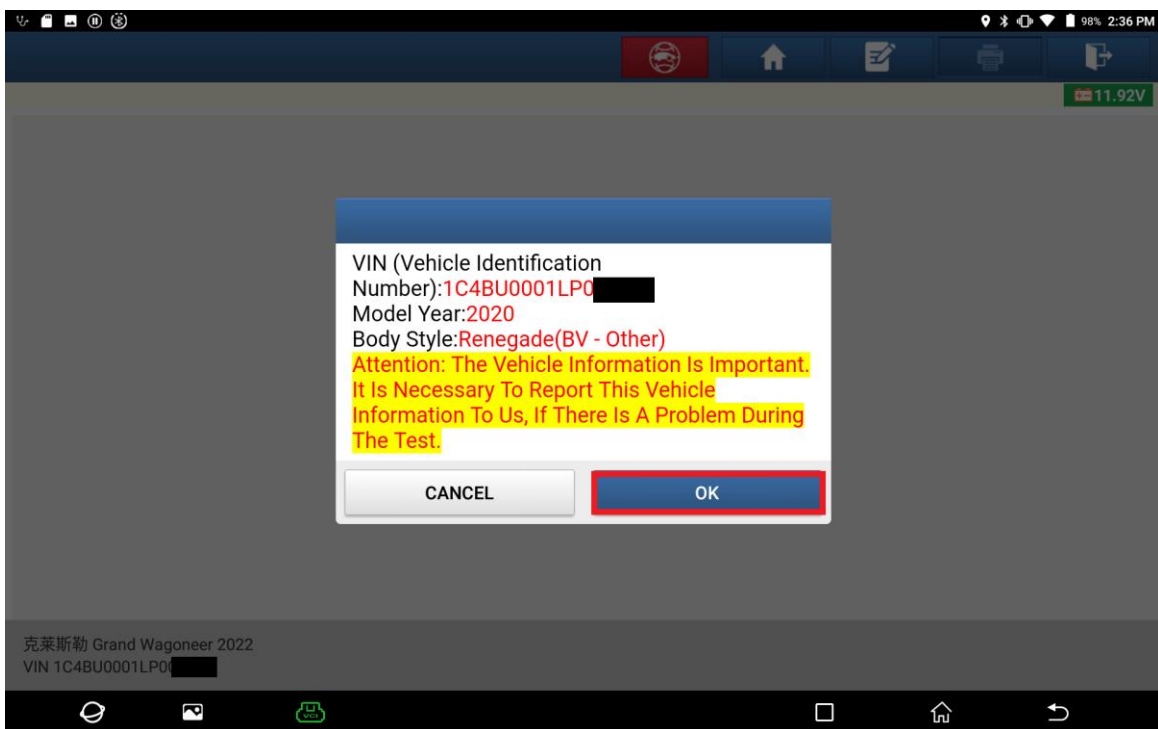 98% 2:36 PM
11.92V
VIN (Vehicle Identification
Number):1C4BU0001LP0
Model Year:2020
Body Style:Renegade(BV - Other)
Attention: The Vehicle Information Is Important.
It Is Necessary To Report This Vehicle
Information To Us, If There Is A Problem During
The Test.
CANCEL
OK
克莱斯勒 Grand Wagoneer 2022
VIN 1C4BU0001LP0
VCI